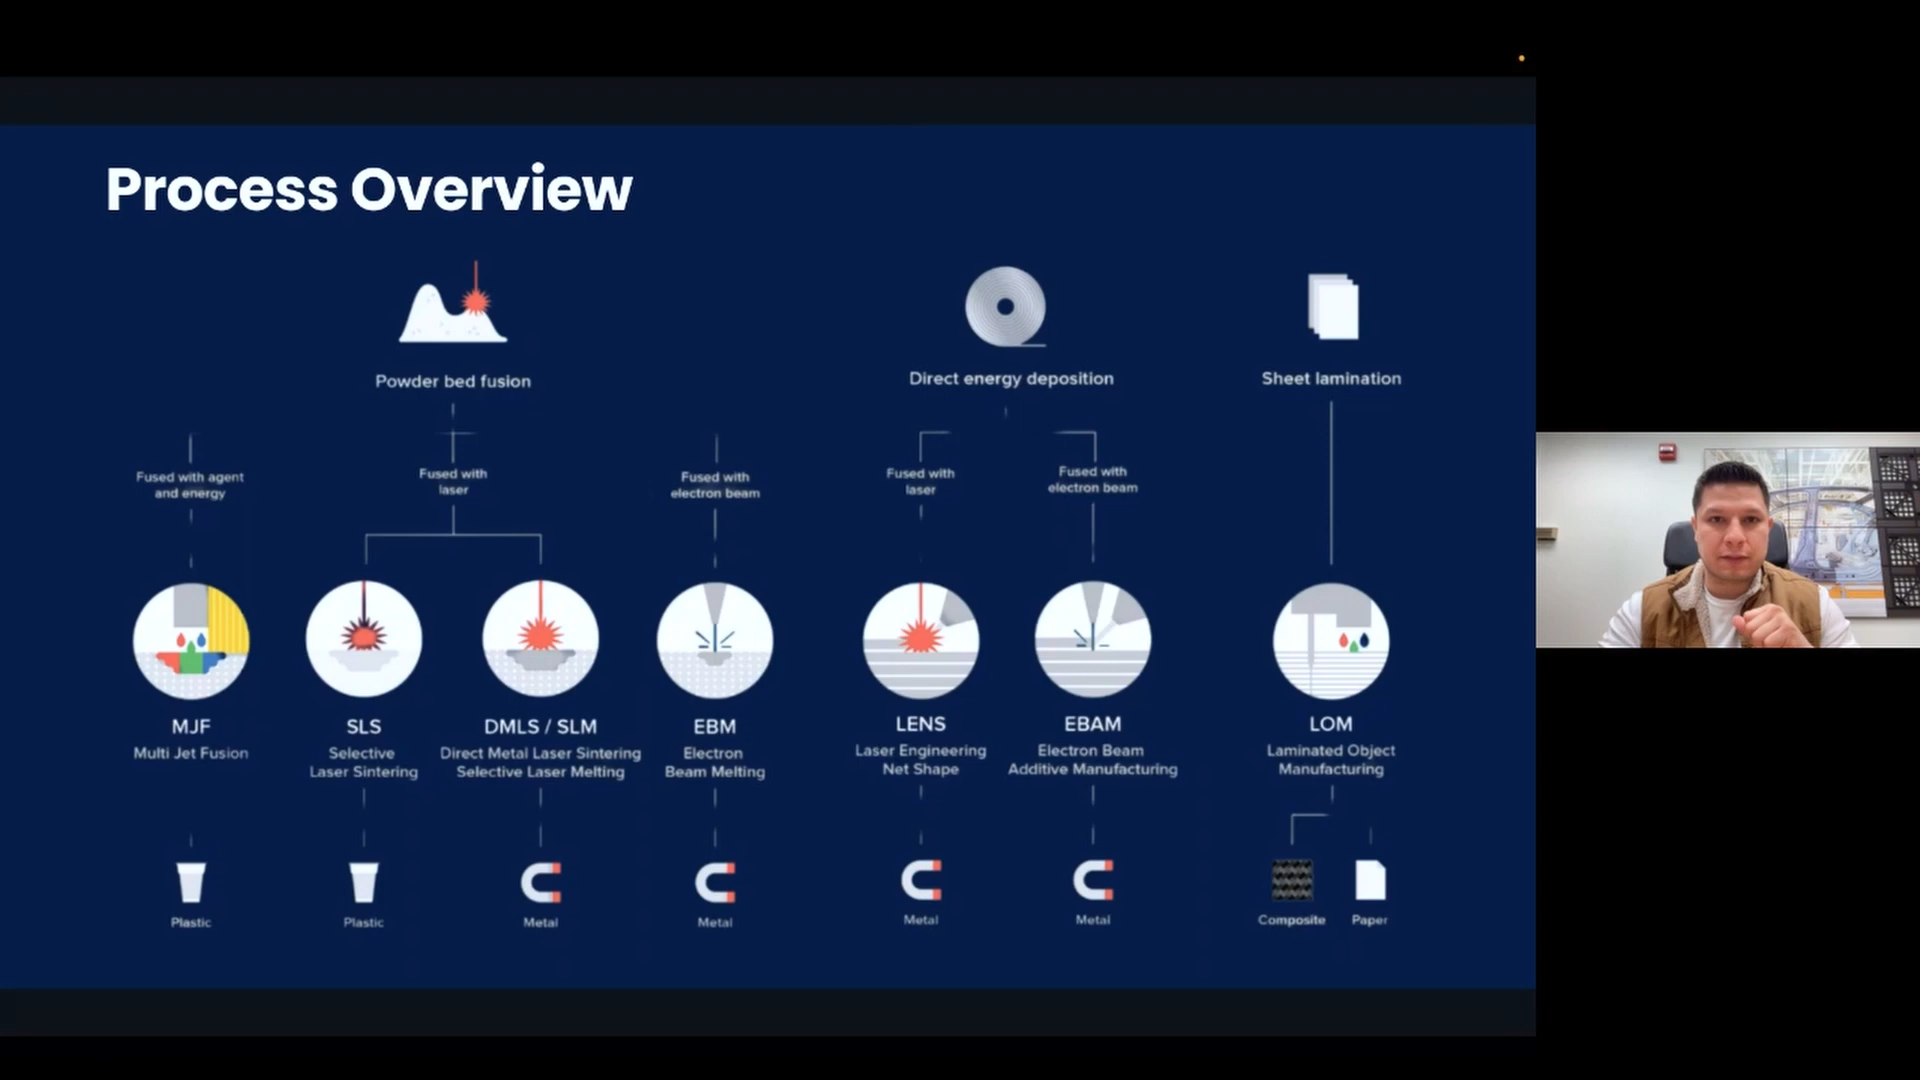 Process Overview
Powder bed fusion
Direct energy deposition
Sheet lamination
Fused with agent
and energy
Fused with
laser
Fused with
electron beam
Fused with
laser
Fused with
electron beam
MJF
Multi Jet Fusion
SLS
Selective
Laser Sintering
DMLS / SLM
Direct Metal Laser Sintering
Selective Laser Melting
EBM
Electron
Beam Melting
LENS
Laser Engineering
Net Shape
EBAM
Electron Beam
Additive Manufacturing
LOM
Laminated Object
Manufacturing
Plastic
Plastic
Metal
Metal
Metal
Metal
Composite
Paper